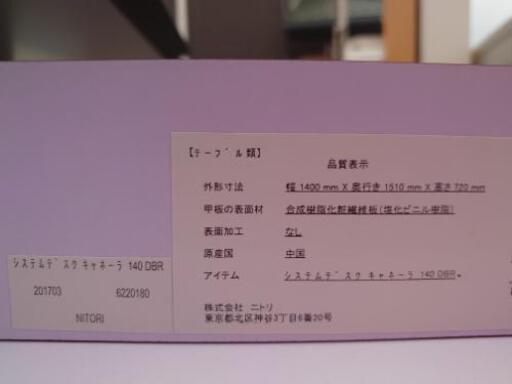 【テーブル類】
品質表示
外形寸法 幅 1400 mm X 奥行き 1510 mm X 高さ 720 mm
甲板の表面材 合成樹脂化粧繊維板(塩化ビニル樹脂)
表面加工 なし
原産国 中国
アイテム システムデスク キャネーラ 140 DBR
株式会社 ニトリ
東京都北区神谷3丁目6番20号
システムデスク キャネーラ 140 DBR
201703 6220180
NITORI